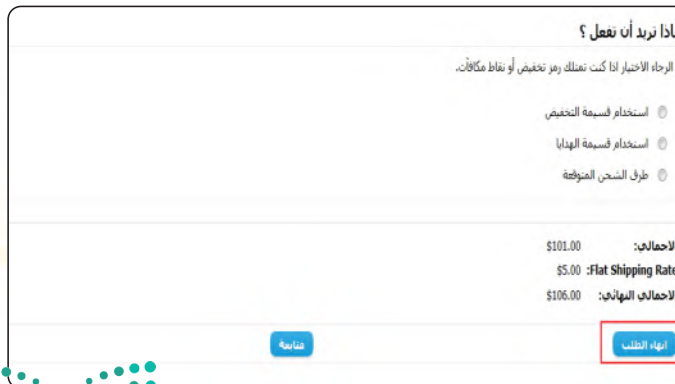 ماذا تريد أن تفعل ؟
الرجاء الاختيار اذا كنت تمتلك رمز تخفيض أو نقاط مكافآت.
استخدام قسيمة التخفيض
استخدام قسيمة الهدايا
طرق الشحن المتوقعة
الاجمالي: $101.00
Flat Shipping Rate: $5.00
الاجمالي النهائي: $106.00
انهاء الطلب متابعة